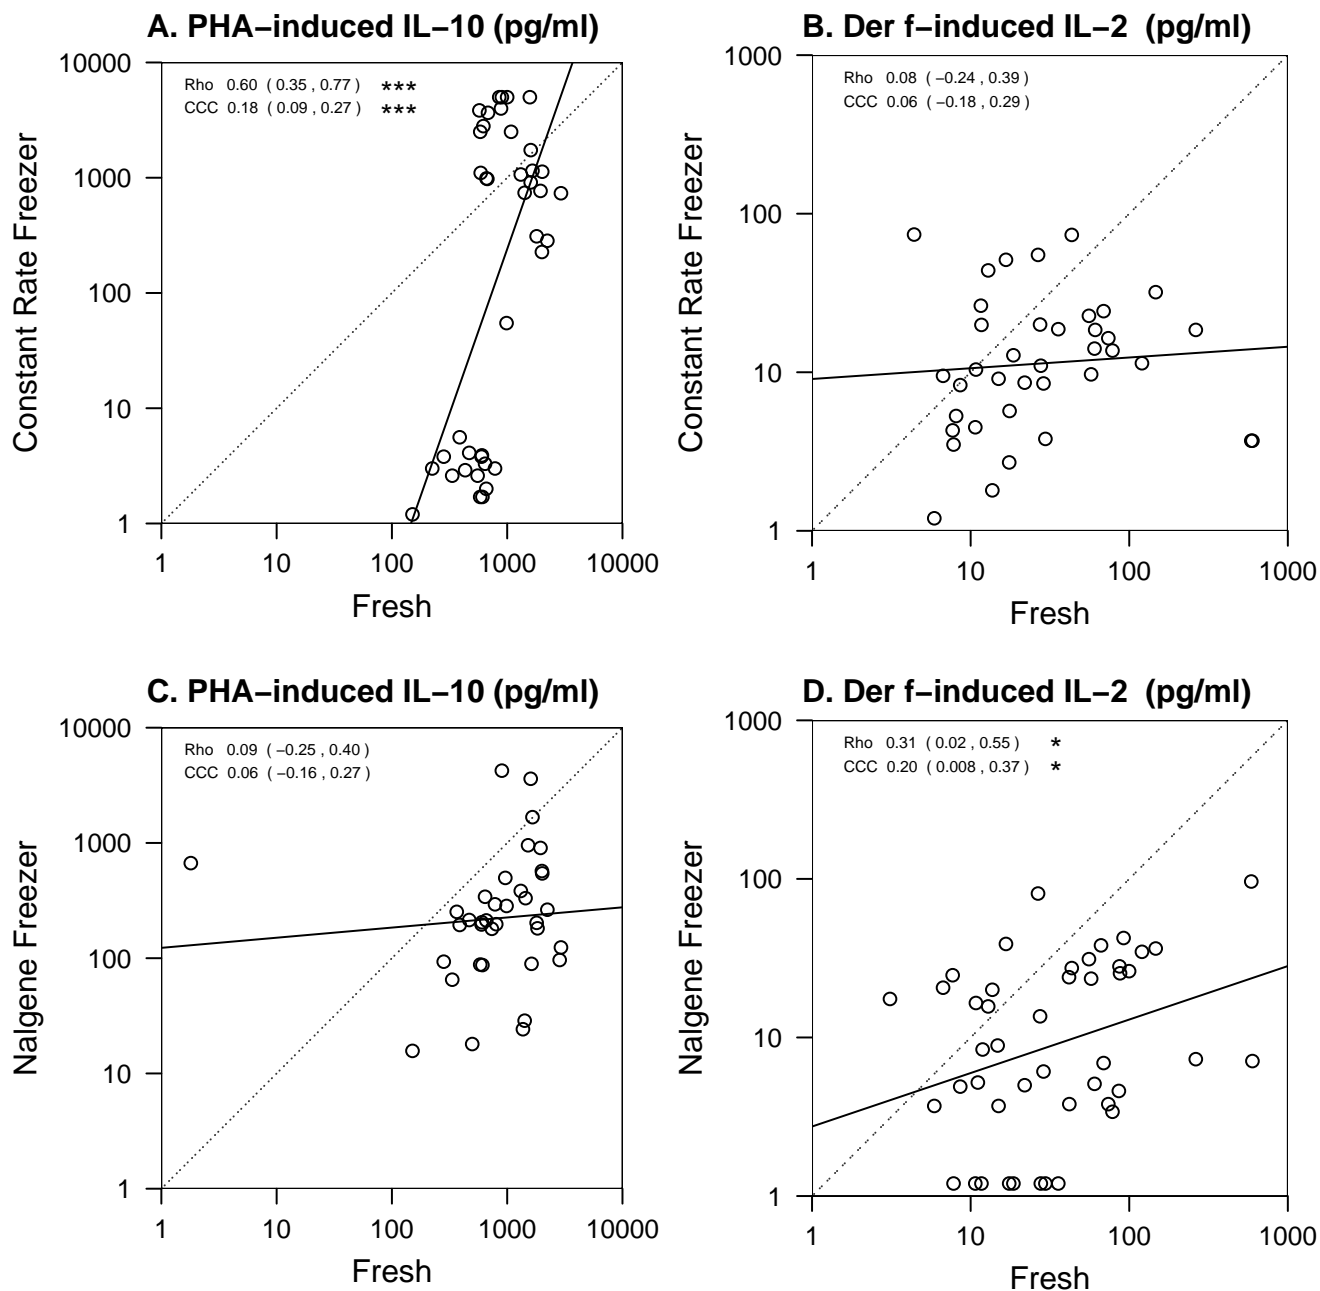 A. PHA−induced IL−10 (pg/ml)
Rho 0.60 ( 0.35 , 0.77 ) ***
CCC 0.18 ( 0.09 , 0.27 ) ***
Constant Rate Freezer
10000
1000
100
10
1
1 10 100 1000 10000
Fresh
B. Der f−induced IL−2 (pg/ml)
Rho 0.08 ( −0.24 , 0.39 )
CCC 0.06 ( −0.18 , 0.29 )
Constant Rate Freezer
1000
100
10
1
1 10 100 1000
Fresh
C. PHA−induced IL−10 (pg/ml)
Rho 0.09 ( −0.25 , 0.40 )
CCC 0.06 ( −0.16 , 0.27 )
Nalgene Freezer
10000
1000
100
10
1
1 10 100 1000 10000
Fresh
D. Der f−induced IL−2 (pg/ml)
Rho 0.31 ( 0.02 , 0.55 ) *
CCC 0.20 ( 0.008 , 0.37 ) *
Nalgene Freezer
1000
100
10
1
1 10 100 1000
Fresh